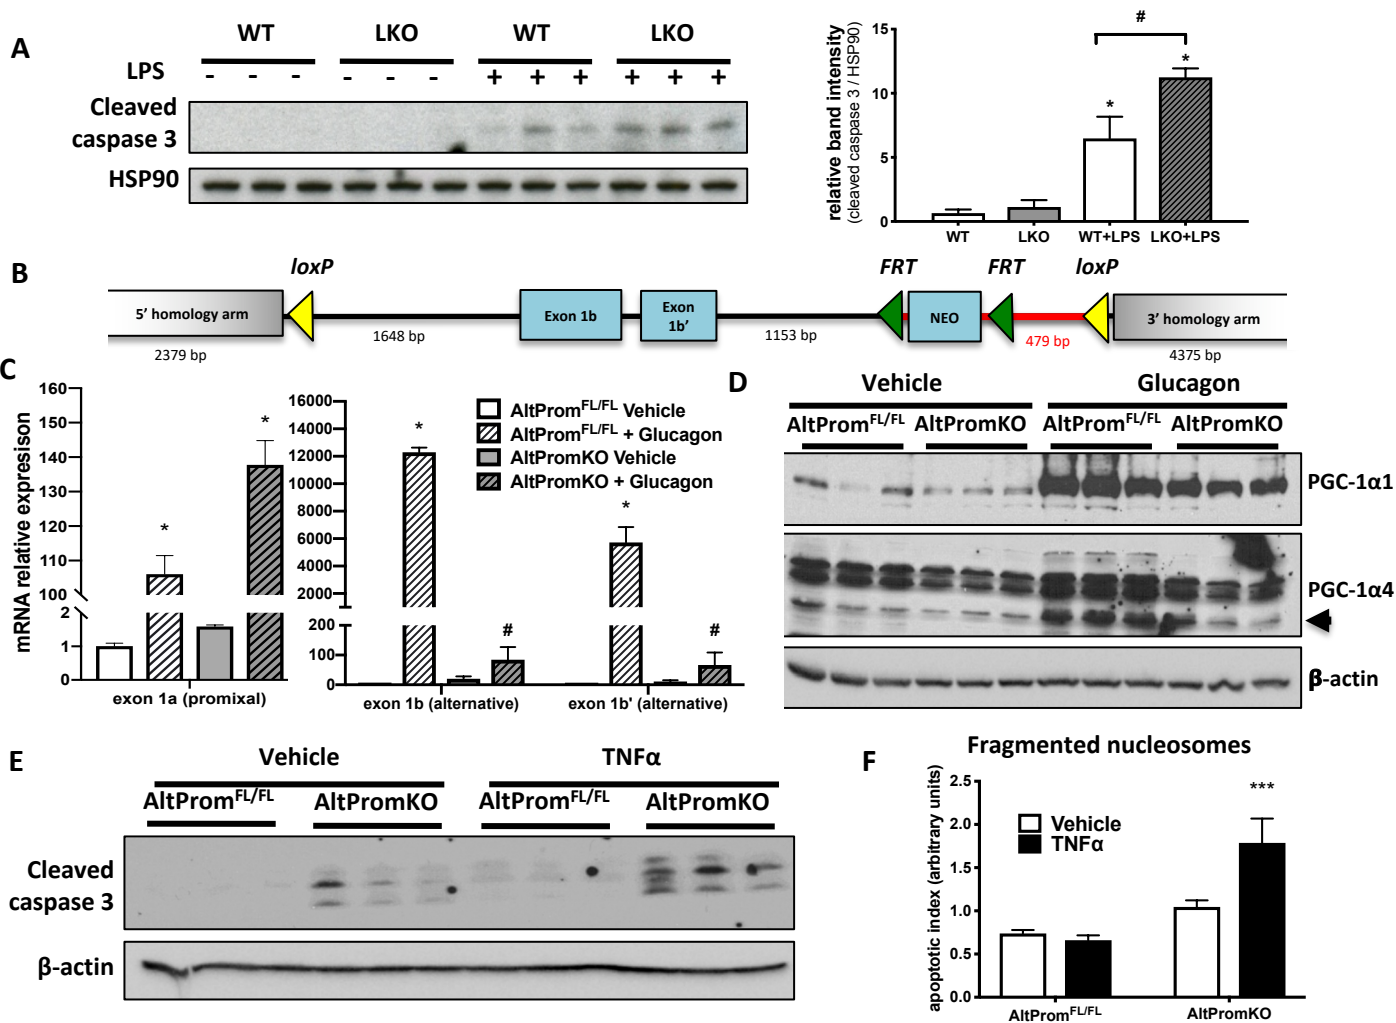 A
WT LKO WT LKO
LPS - - - - - - + + + + + +
Cleaved
caspase 3
HSP90
relative band intensity
(cleaved caspase 3 / HSP90)
15
10
5
0
#
*
*
WT LKO WT+LPS LKO+LPS
B
loxP FRT FRT loxP
5’ homology arm Exon 1b Exon
1b’ NEO 3’ homology arm
2379 bp 1648 bp 1153 bp 479 bp 4375 bp
C
mRNA relative expresison
160
150
140
130
120
110
100
2
1
0
*
*
exon 1a (promixal)
16000
14000
12000
10000
8000
6000
4000
2000
200
100
0
*
#
*
#
exon 1b (alternative) exon 1b' (alternative)
AltPromFL/FL Vehicle
AltPromFL/FL + Glucagon
AltPromKO Vehicle
AltPromKO + Glucagon
D
Vehicle Glucagon
AltPromFL/FL AltPromKO AltPromFL/FL AltPromKO
PGC-1α1
PGC-1α4
β-actin
E
Vehicle TNFα
AltPromFL/FL AltPromKO AltPromFL/FL AltPromKO
Cleaved
caspase 3
β-actin
F
Fragmented nucleosomes
apoptotic index (arbitrary units)
2.5
2.0
1.5
1.0
0.5
0.0
Vehicle
TNFα
***
AltPromFL/FL AltPromKO